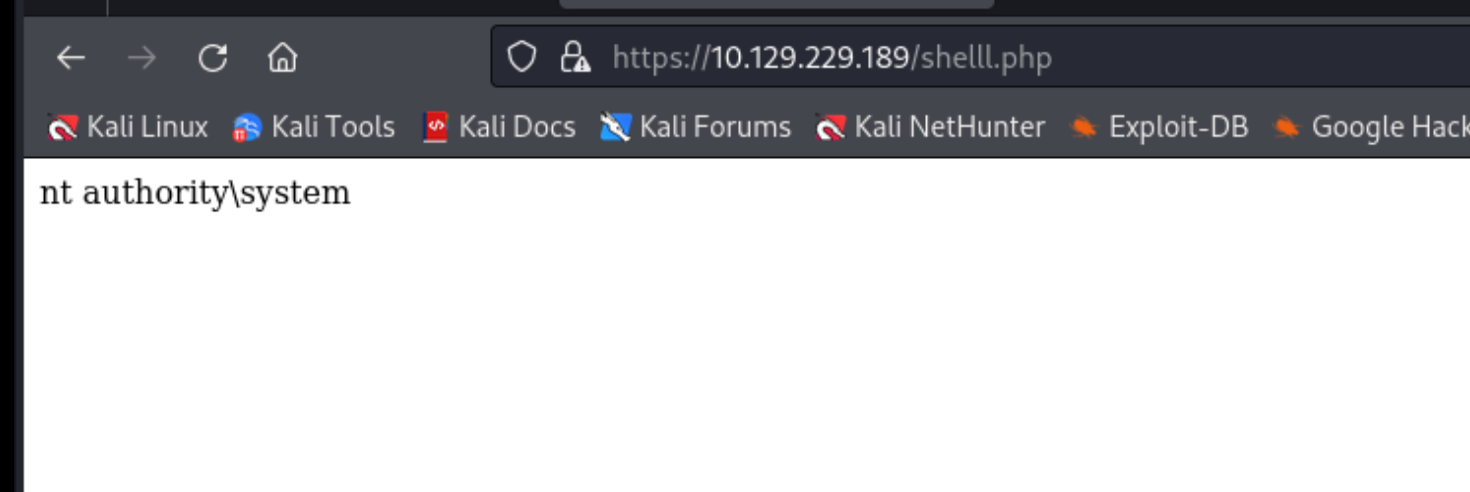 https://10.129.229.189/shelll.php
Kali Linux Kali Tools Kali Docs Kali Forums Kali NetHunter Exploit-DB Google Hack
nt authority\system